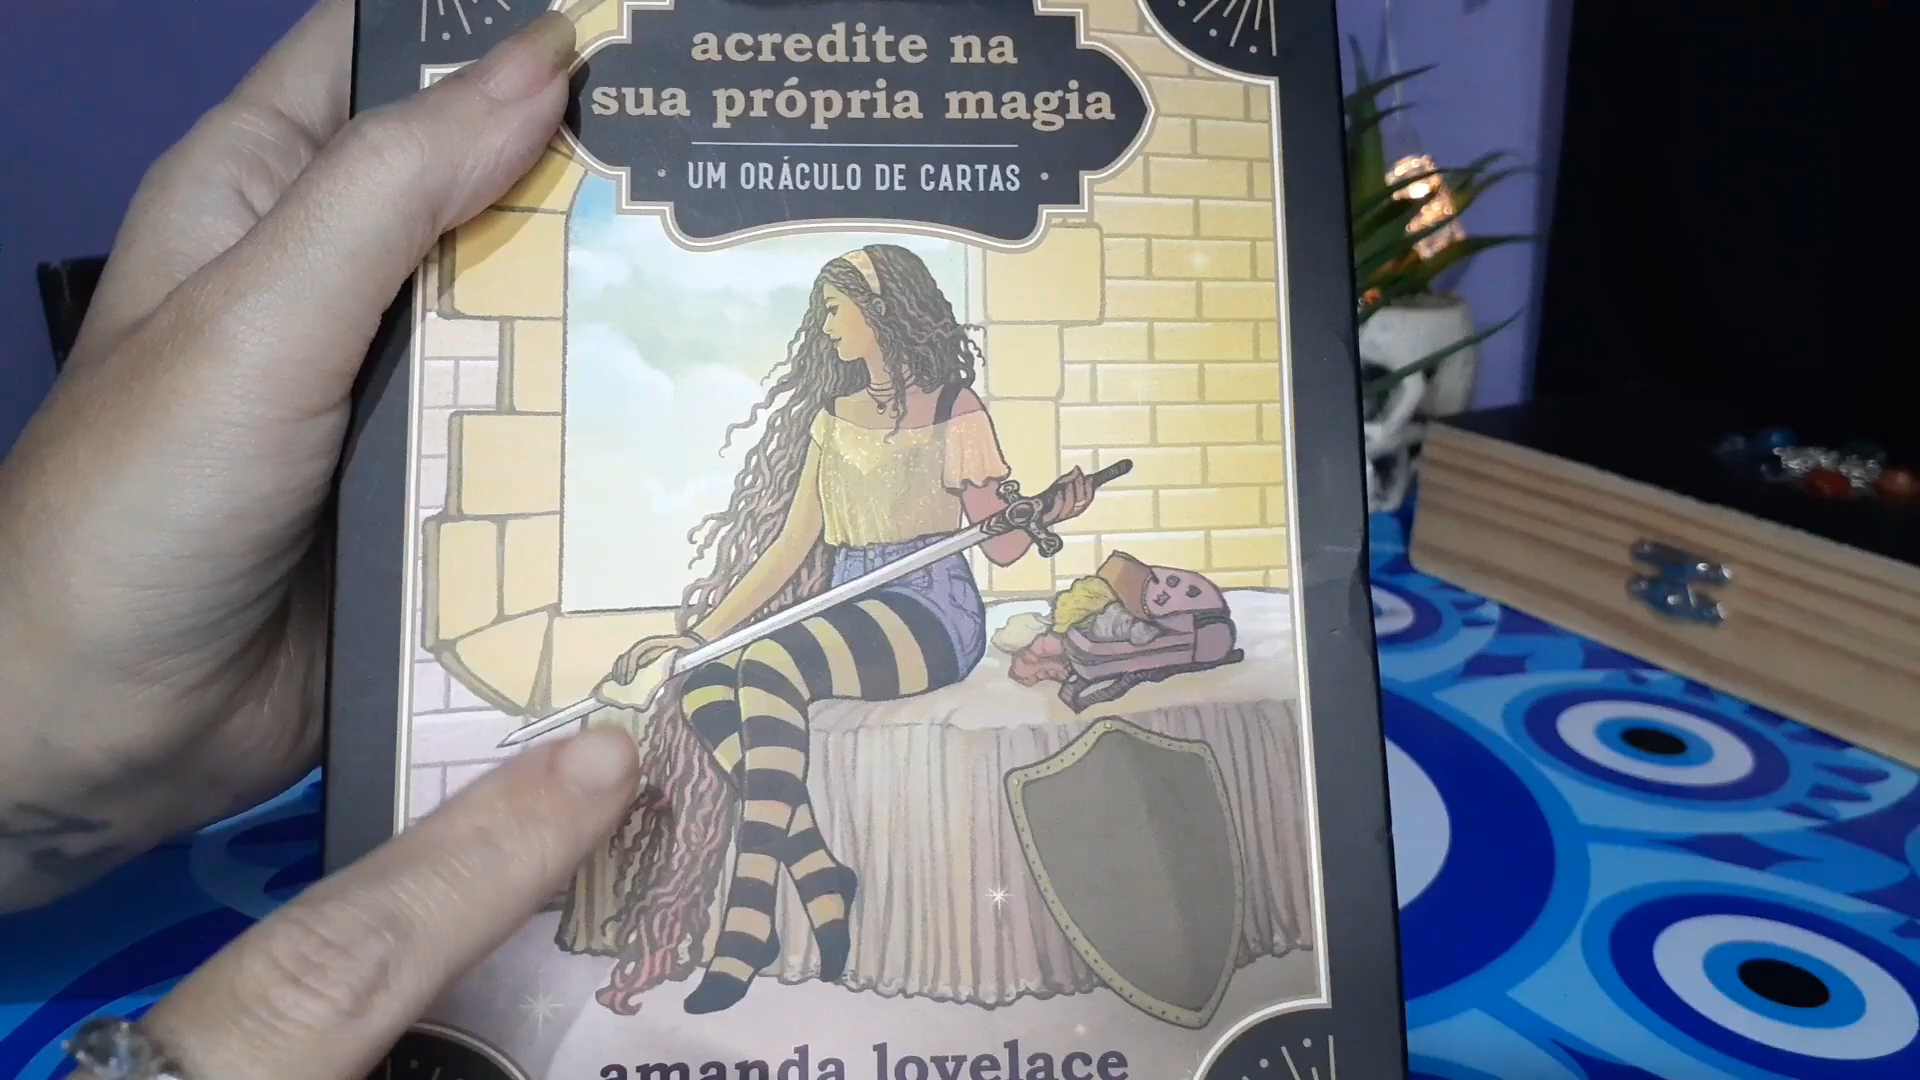 acredite na
sua própria magia
UM ORÁCULO DE CARTAS
amanda lovelace